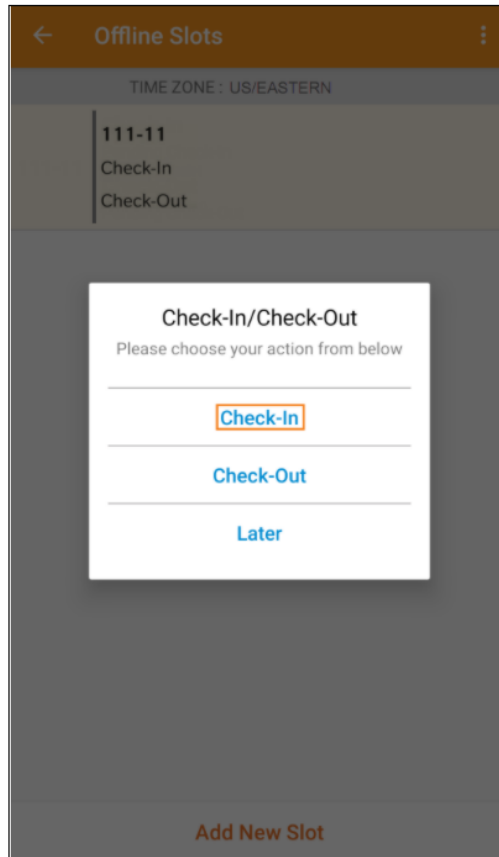 Offline Slots
TIME ZONE : US/EASTERN
111-11
Check-In
Check-Out
Check-In/Check-Out
Please choose your action from below
Check-In
Check-Out
Later
Add New Slot